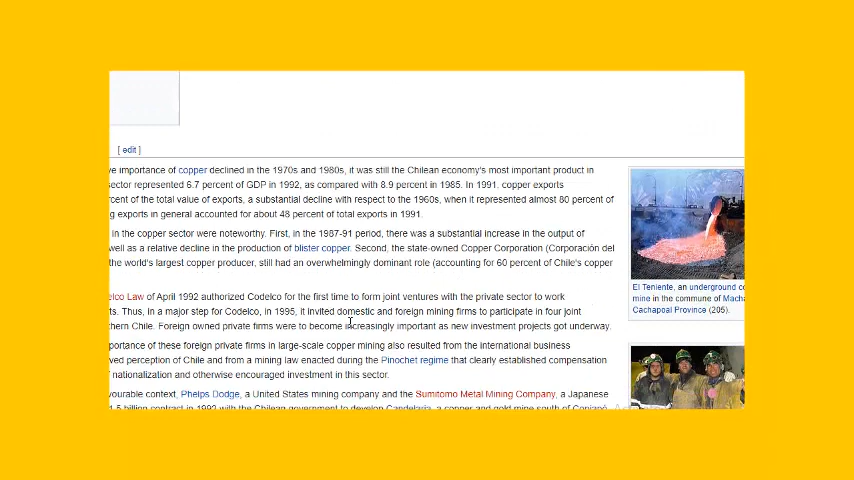 [ edit ]
ve importance of copper declined in the 1970s and 1980s, it was still the Chilean economy's most important product in
ector represented 6.7 percent of GDP in 1992, as compared with 8.9 percent in 1985. In 1991. copper exports
rcent of the total value of exports, a substantial decline with respect to the 1960s, when it represented almost 80 percent of
g exports in general accounted for about 48 percent of total exports in 1991.
in the copper sector were noteworthy. First, in the 1987-91 period, there was a substantial increase in the output of
well as a relative decline in the production of blister copper. Second, the state-owned Copper Corporation (Corporación del
the world's largest copper producer, still had an overwhelmingly dominant role (accounting for 60 percent of Chile's copper
elco Law of April 1992 authorized Codelco for the first time to form joint ventures with the private sector to work
ts. Thus, in a major step for Codelco, in 1995, it invited domestic and foreign mining firms to participate in four joint
thern Chile. Foreign owned private firms were to become increasingly important as new investment projects got underway.
portance of these foreign private firms in large-scale copper mining also resulted from the international business
ved perception of Chile and from a mining law enacted during the Pinochet regime that clearly established compensation
nationalization and otherwise encouraged investment in this sector.
vourable context, Phelps Dodge, a United States mining company and the Sumitomo Metal Mining Company, a Japanese
1.5 billion contract in 1992 with the Chilean government to develop Candelaria, a copper and gold mine south of Copiapó
El Teniente, an underground co
mine in the commune of Macha
Cachapoal Province (205).